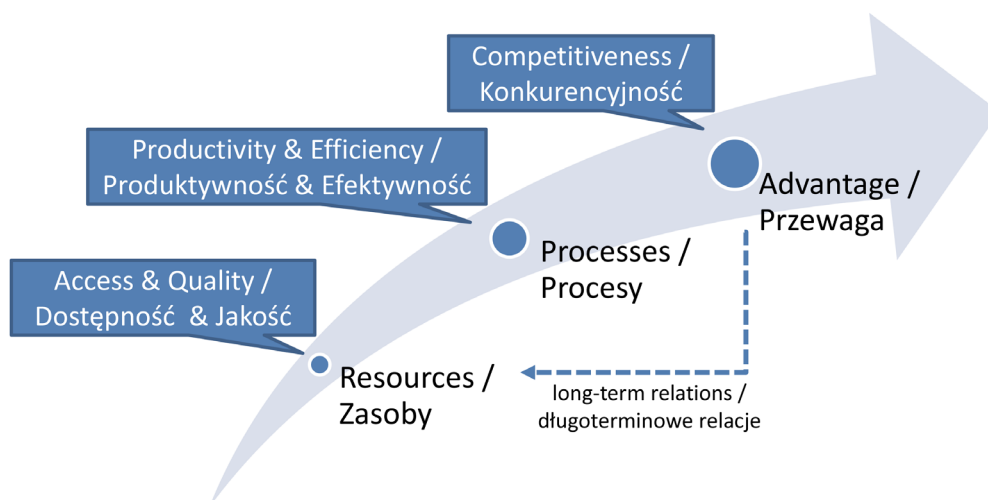 Competitiveness /
Konkurencyjność
Productivity & Efficiency /
Produktywność & Efektywność
Advantage /
Przewaga
Processes /
Procesy
Access & Quality /
Dostępność & Jakość
Resources /
Zasoby
long-term relations /
długoterminowe relacje